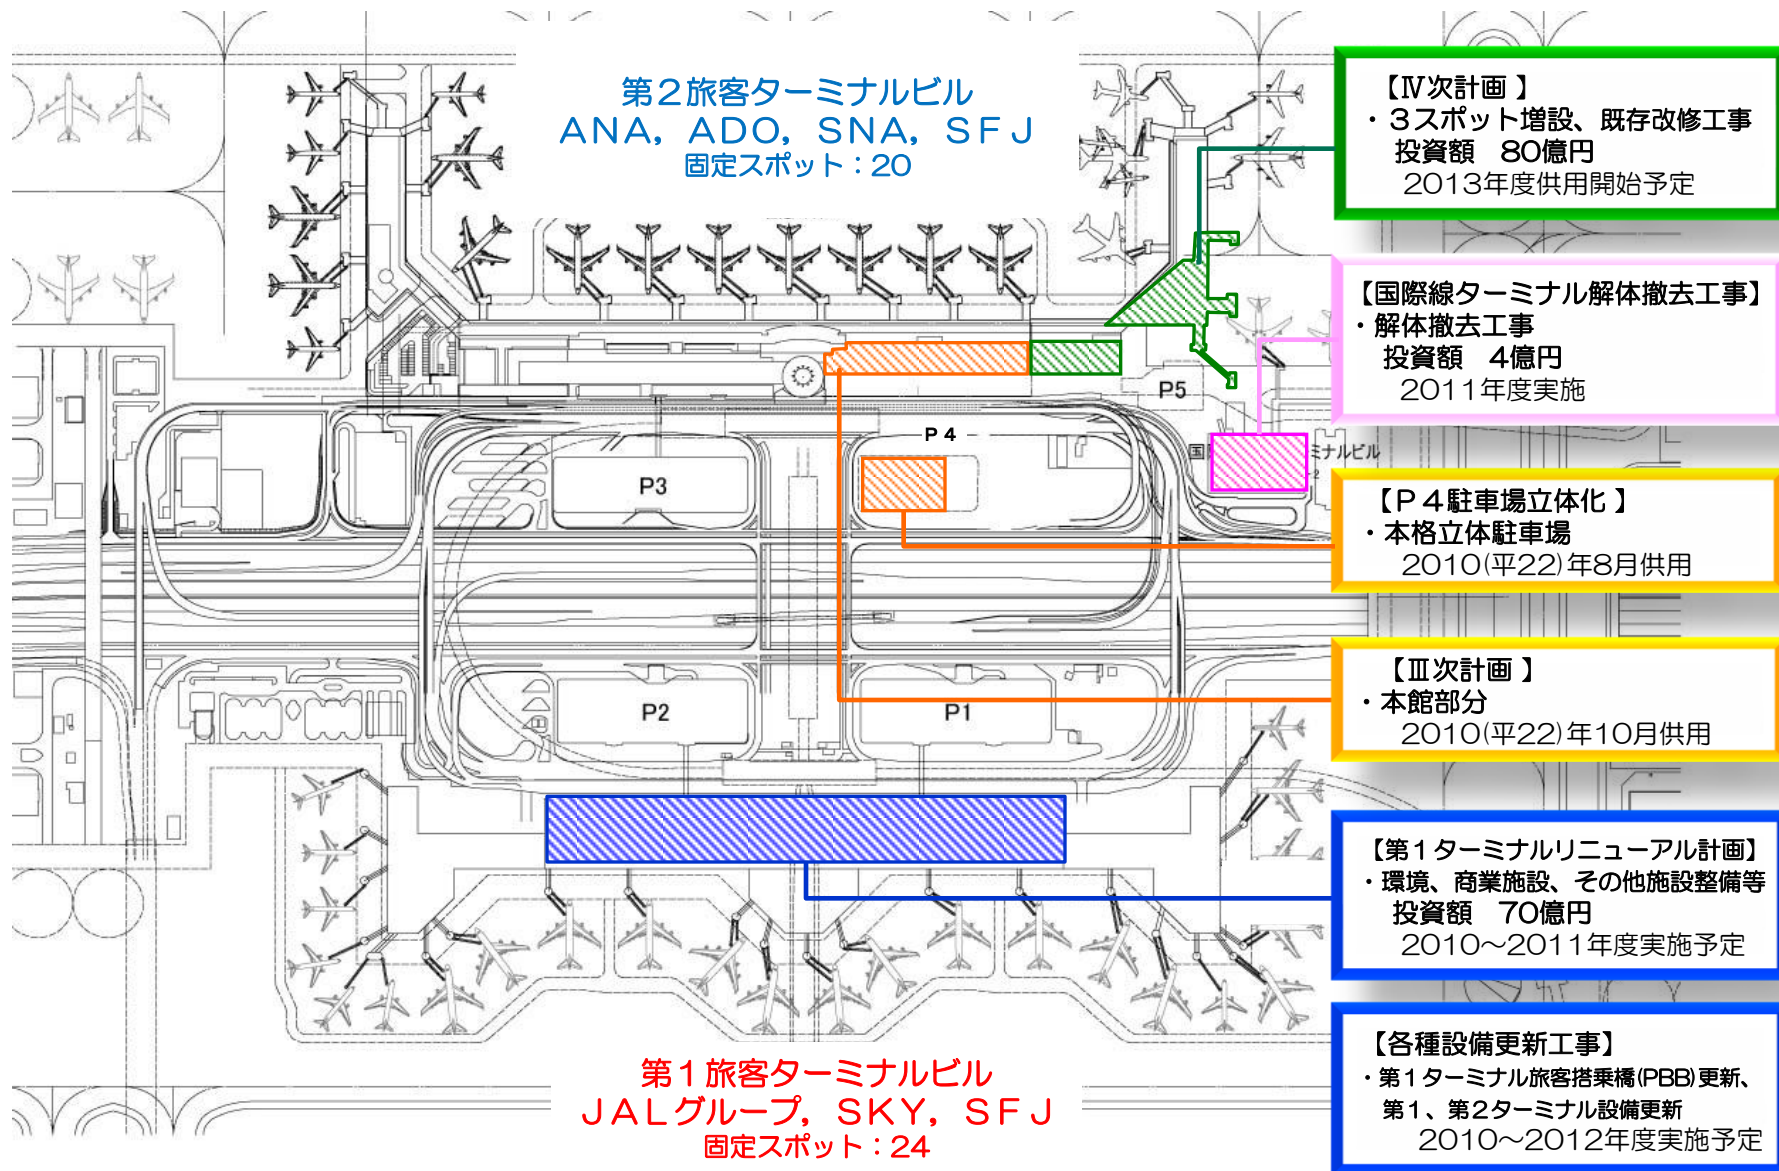 第2旅客ターミナルビル
ANA, ADO, SNA, SFJ
固定スポット：20
【Ⅳ次計画】
・3スポット増設、既存改修工事
投資額 80億円
2013年度供用開始予定
【国際線ターミナル解体撤去工事】
・解体撤去工事
投資額 4億円
2011年度実施
P5
P 4
国
ミナルビル
P3
【P4駐車場立体化】
・本格立体駐車場
2010(平22)年8月供用
【Ⅲ次計画】
・本館部分
2010(平22)年10月供用
P2
P1
【第1ターミナルリニューアル計画】
・環境、商業施設、その他施設整備等
投資額 70億円
2010～2011年度実施予定
【各種設備更新工事】
・第1ターミナル旅客搭乗橋(PBB)更新、
第1、第2ターミナル設備更新
2010～2012年度実施予定
第1旅客ターミナルビル
JALグループ, SKY, SFJ
固定スポット：24